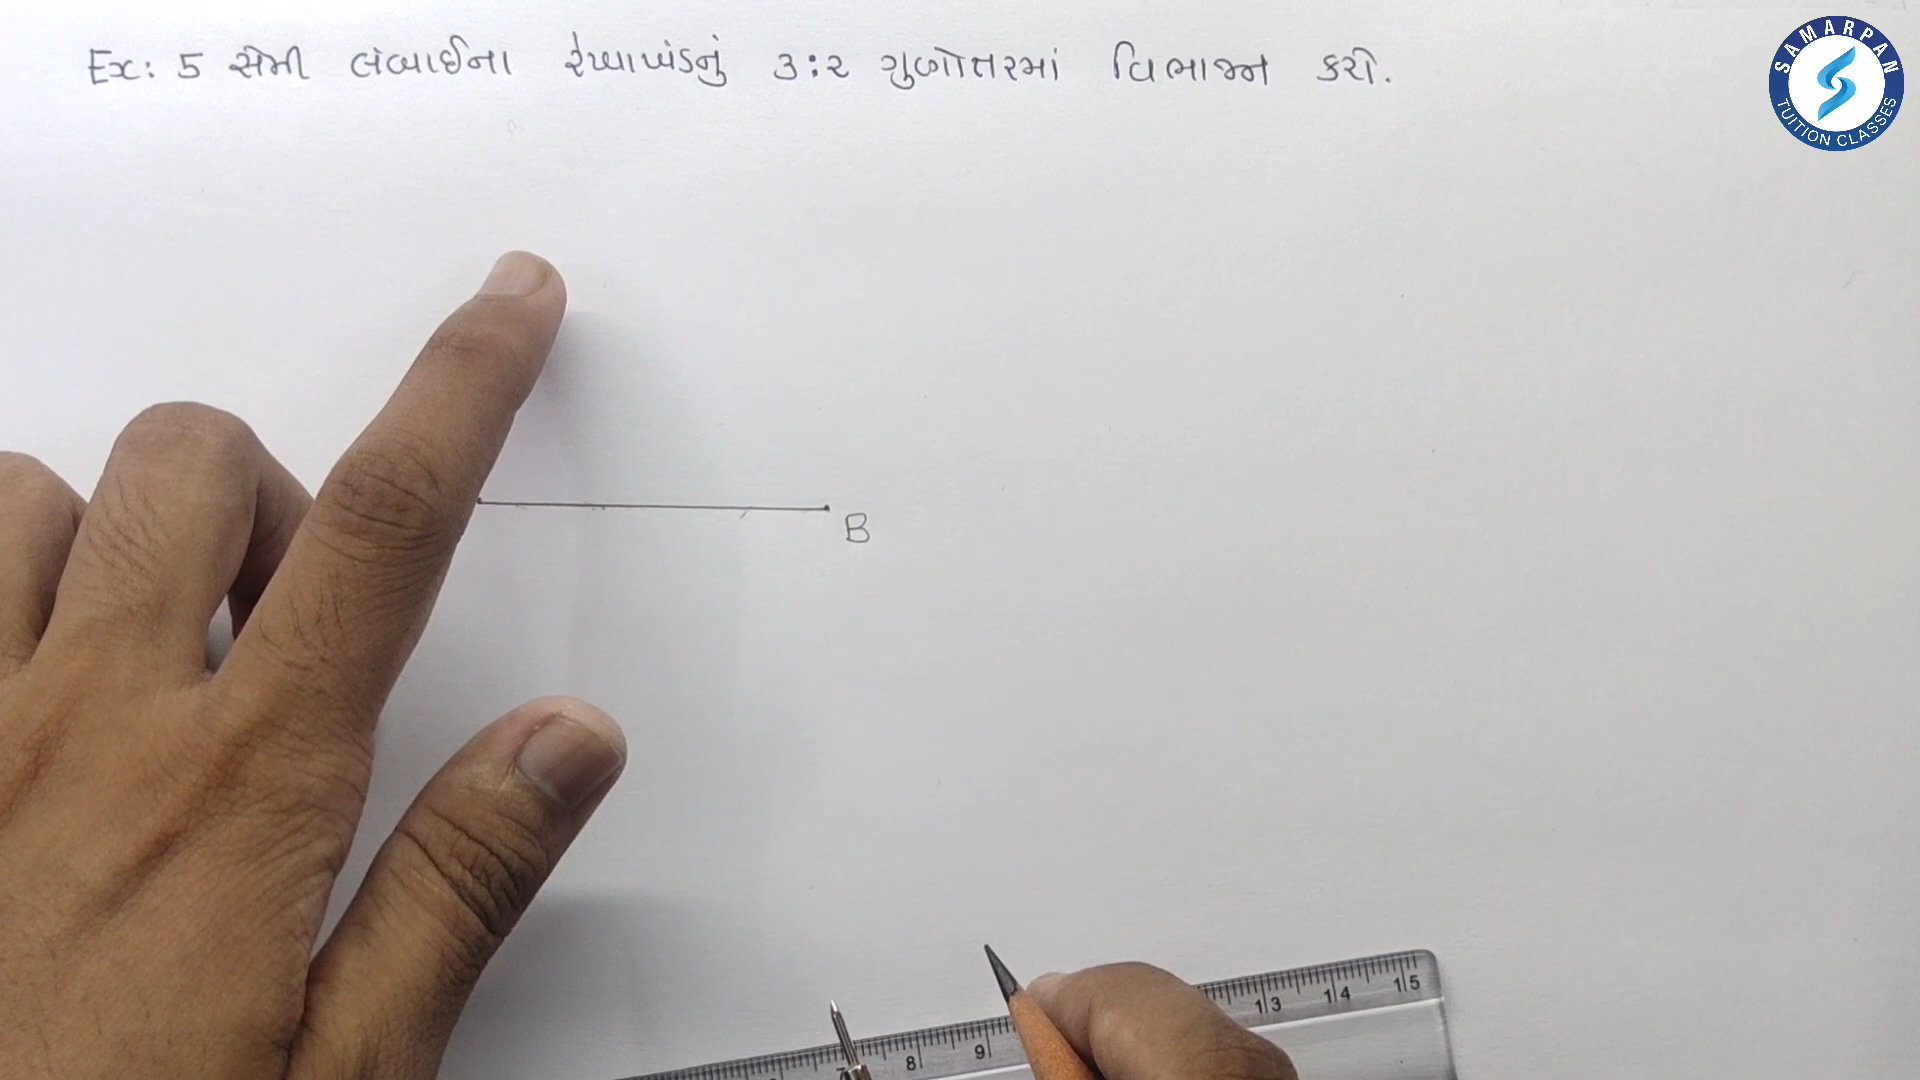 Ex: 5 સેમી લંબાઈના રેખાખંડનું ૩:૨ ગુણોત્તરમાં વિભાજન કરો.
SAMARPAN
TUITION CLASSES
B
13 14 15
8 9